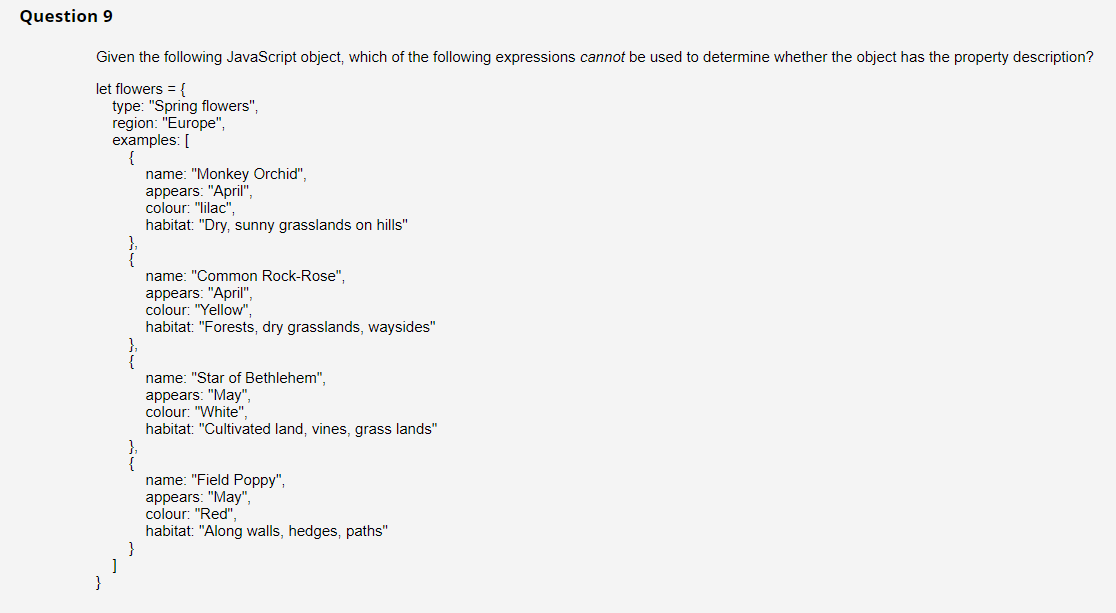 Question 9
Given the following JavaScript object, which of the following expressions cannot be used to determine whether the object has the property description?
let flowers = {
type: "Spring flowers",
region: "Europe",
examples: [
{
name: "Monkey Orchid",
appears: "April",
colour: "lilac",
habitat: "Dry, sunny grasslands on hills"
},
{
name: "Common Rock-Rose",
appears: "April",
colour: "Yellow",
habitat: "Forests, dry grasslands, waysides"
},
{
name: "Star of Bethlehem",
appears: "May",
colour: "White",
habitat: "Cultivated land, vines, grass lands"
},
{
name: "Field Poppy",
appears: "May",
colour: "Red",
habitat: "Along walls, hedges, paths"
}
]
}